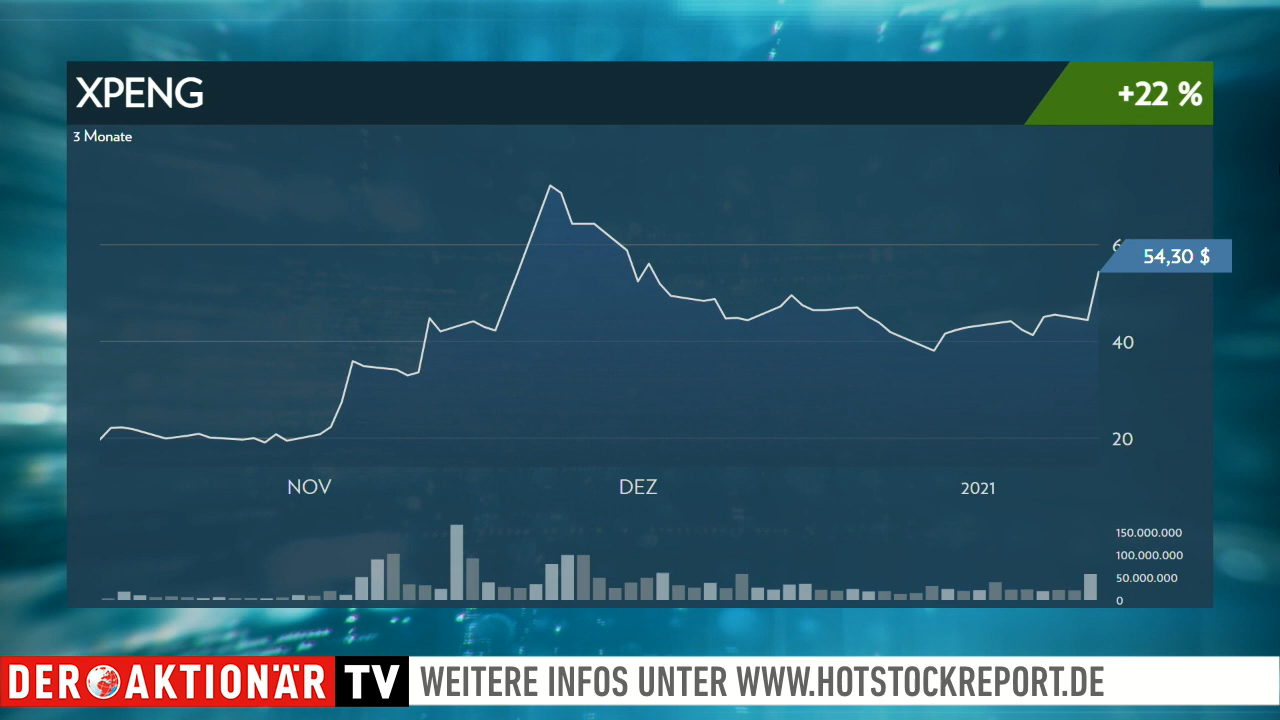 XPENG
+22 %
3 Monate
6
54,30 $
40
20
NOV
DEZ
2021
150.000.000
100.000.000
50.000.000
0
DER AKTIONÄR TV
WEITERE INFOS UNTER WWW.HOTSTOCKREPORT.DE